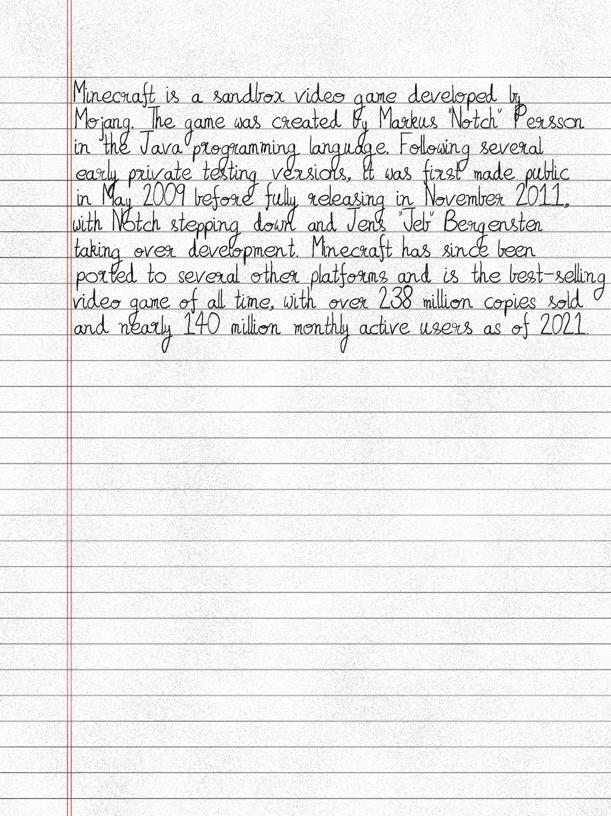 Minecraft is a sandbox video game developed by
Mojang. The game was created by Markus "Notch" Persson
in the Java programming language. Following several
early private testing versions, it was first made public
in May 2009 before fully releasing in November 2011,
with Notch stepping down and Jens "Jeb" Bergensten
taking over development. Minecraft has since been
ported to several other platforms and is the best-selling
video game of all time, with over 238 million copies sold
and nearly 140 million monthly active users as of 2021.